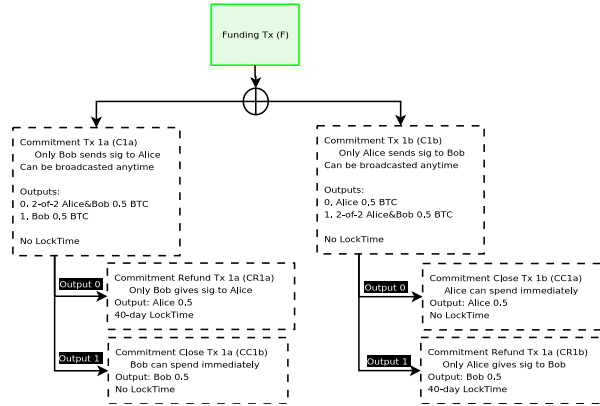 Funding Tx (F)
Commitment Tx 1a (C1a)
Only Bob sends sig to Alice
Can be broadcasted anytime
Outputs:
0. 2-of-2 Alice&Bob 0.5 BTC
1. Bob 0.5 BTC
No LockTime
Commitment Tx 1b (C1b)
Only Alice sends sig to Bob
Can be broadcasted anytime
Outputs:
0. Alice 0.5 BTC
1. 2-of-2 Alice&Bob 0.5 BTC
No LockTime
Output 0
Commitment Refund Tx 1a (CR1a)
Only Bob gives sig to Alice
Output: Alice 0.5
40-day LockTime
Output 1
Commitment Close Tx 1a (CC1b)
Bob can spend immediately
Output: Bob 0.5
No LockTime
Output 0
Commitment Close Tx 1b (CC1a)
Alice can spend immediately
Output: Alice 0.5
No LockTime
Output 1
Commitment Refund Tx 1a (CR1b)
Only Alice gives sig to Bob
Output: Bob 0.5
40-day LockTime